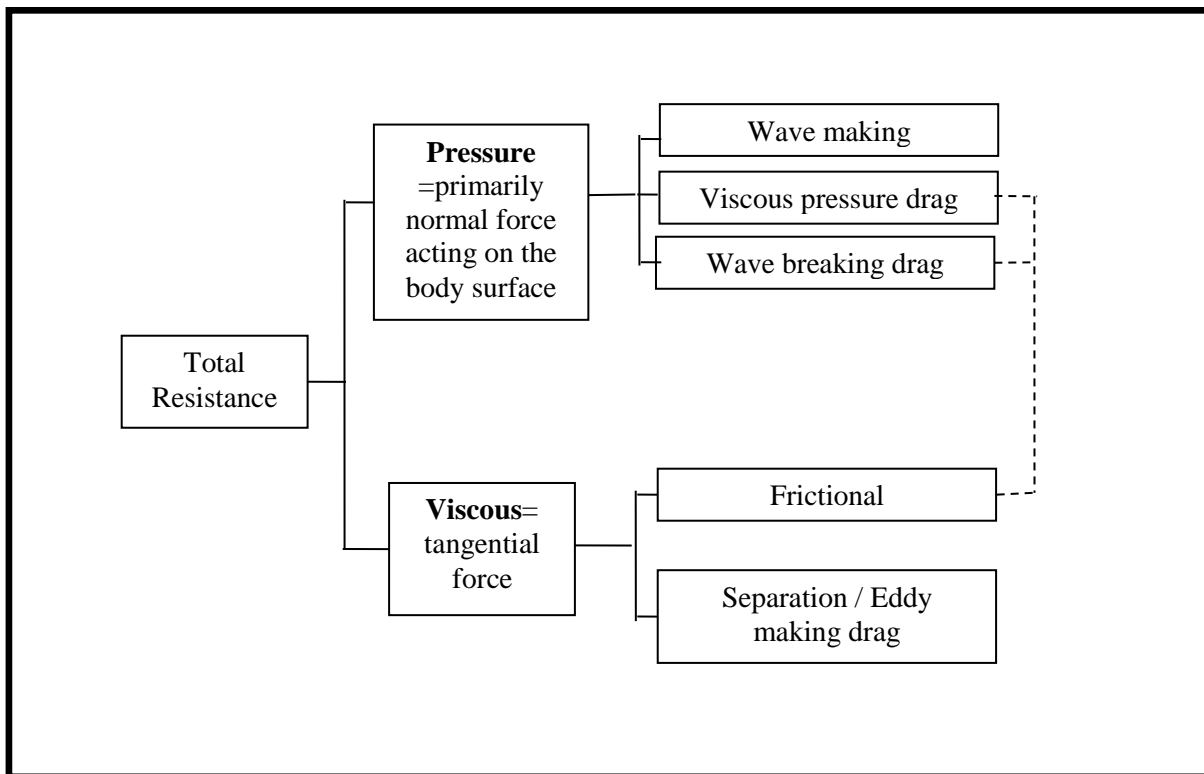 Pressure
=primarily
normal force
acting on the
body surface
Wave making
Viscous pressure drag
Wave breaking drag
Total
Resistance
Viscous=
tangential
force
Frictional
Separation / Eddy
making drag